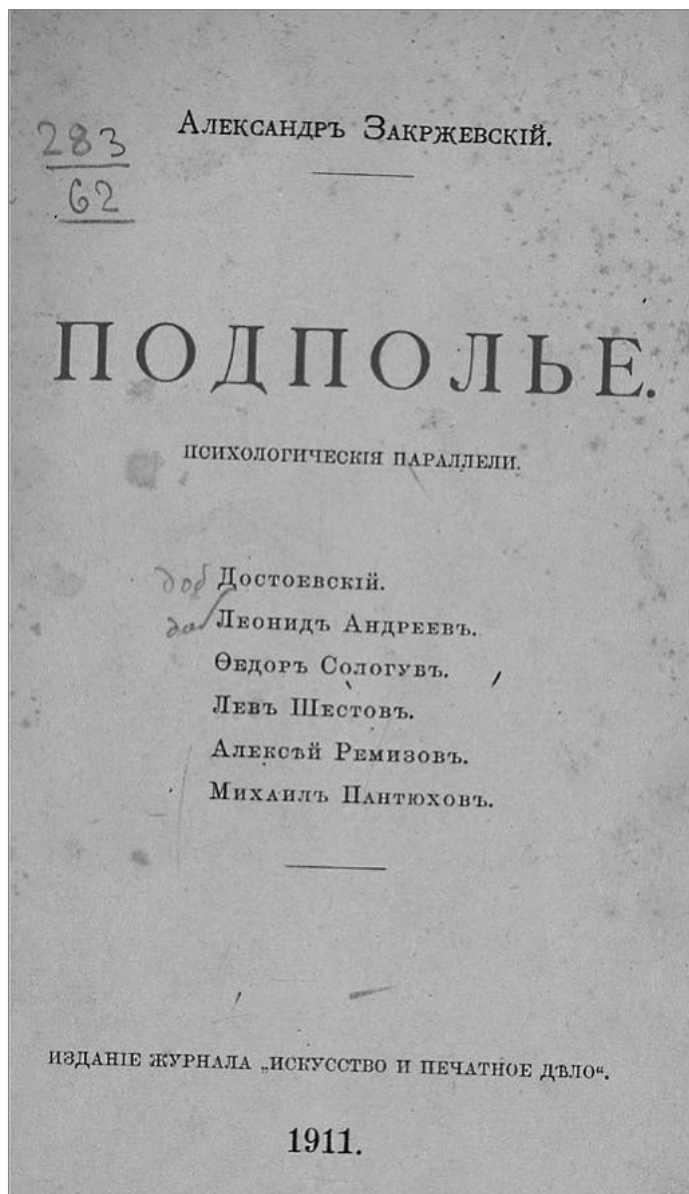 Александръ Закржевскій.
283
62
ПОДПОЛЬЕ.
ПСИХОЛОГИЧЕСКІЯ ПАРАЛЛЕЛИ.
Достоевскій.
Леонидъ Андреевъ.
Ѳедоръ Сологубъ.
Левъ Шестовъ.
Алексѣй Ремизовъ.
Михаилъ Пантюховъ.
ИЗДАНІЕ ЖУРНАЛА „ИСКУССТВО И ПЕЧАТНОЕ ДѢЛО“.
1911.